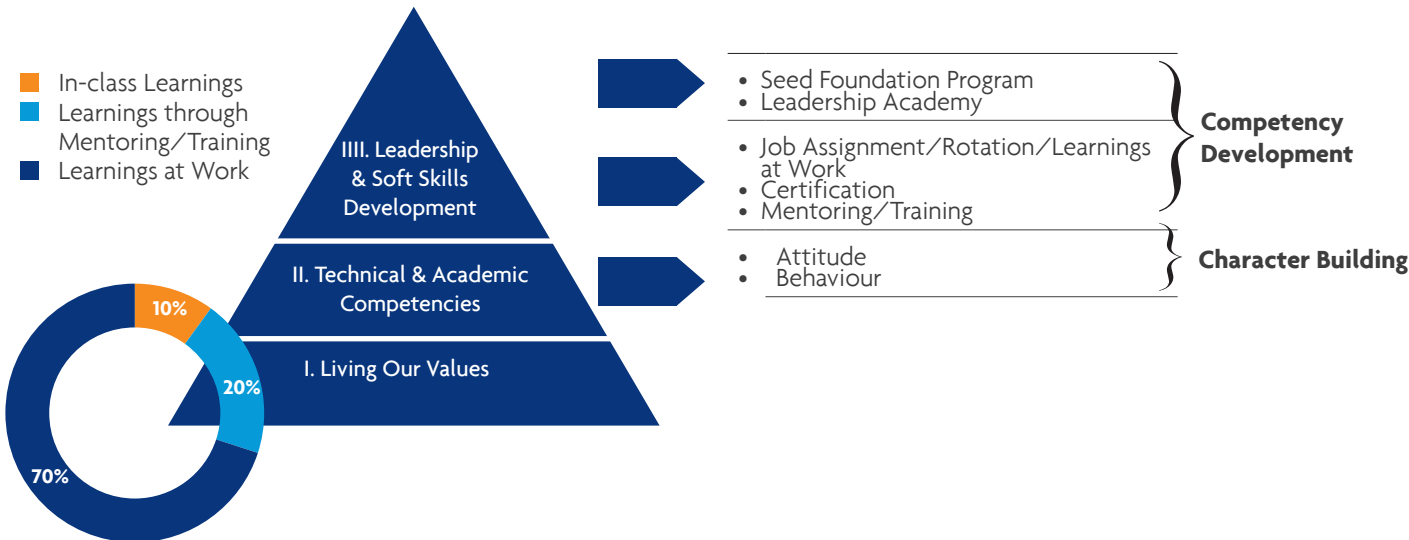 In-class Learnings
Learnings through
Mentoring/Training
Learnings at Work
10%
20%
70%
IIII. Leadership
& Soft Skills
Development
II. Technical & Academic
Competencies
I. Living Our Values
• Seed Foundation Program
• Leadership Academy
• Job Assignment/Rotation/Learnings
at Work
• Certification
• Mentoring/Training
• Attitude
• Behaviour
Competency
Development
Character Building